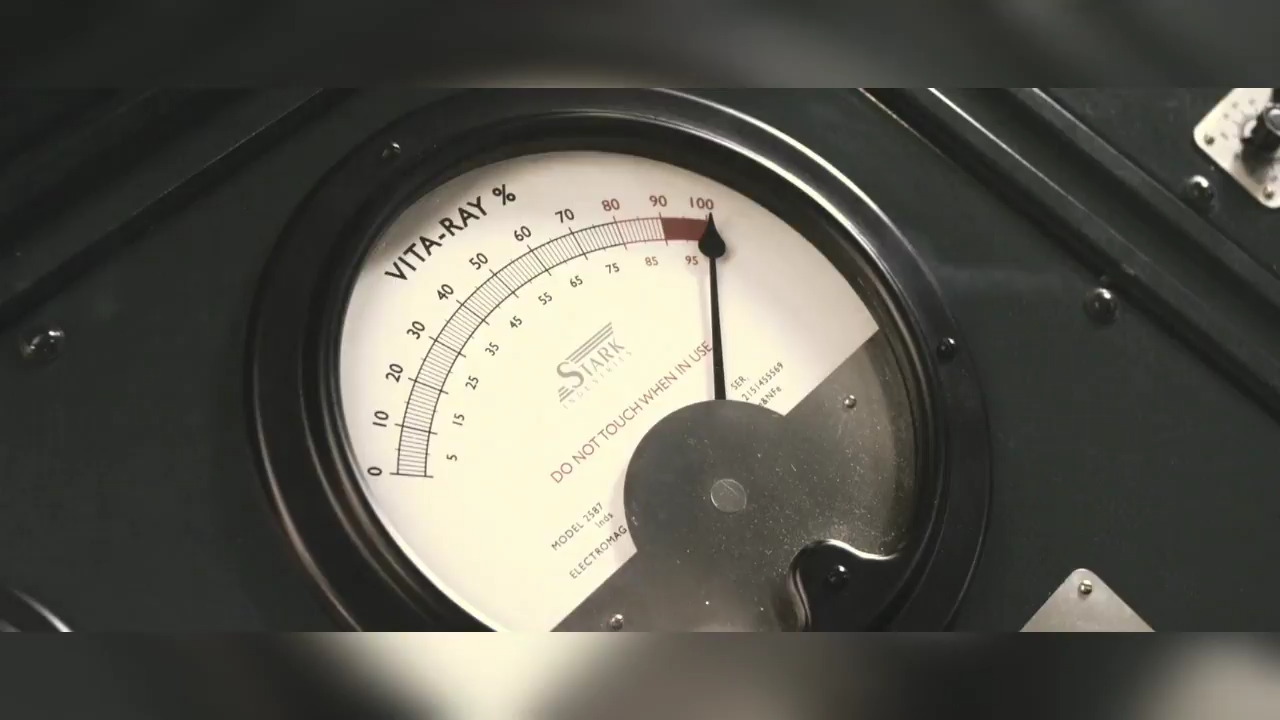 VITA-RAY %
0 10 20 30 40 50 60 70 80 90 100
5 15 25 35 45 55 65 75 85 95
STARK
INDUSTRIES
DO NOT TOUCH WHEN IN USE
SER.
2151455569
MODEL 2587
Inds
ELECTROMAG